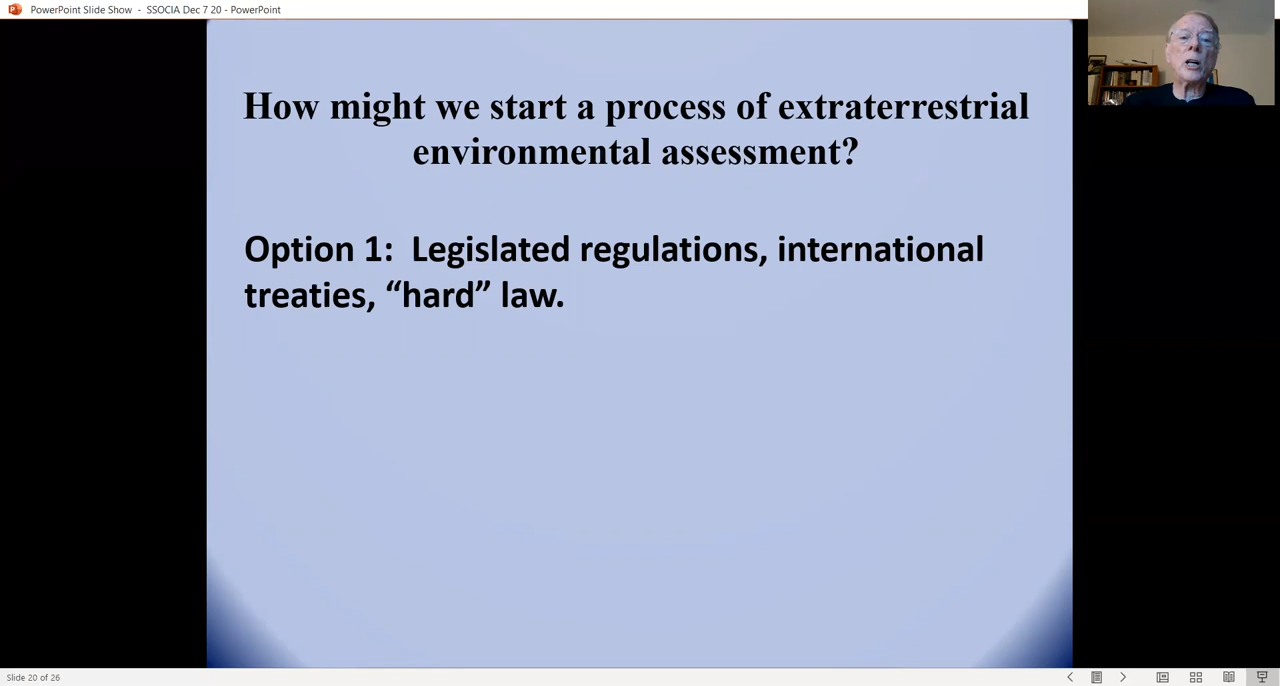 PowerPoint Slide Show - SSOCIA Dec 7 20 - PowerPoint
How might we start a process of extraterrestrial
environmental assessment?
Option 1: Legislated regulations, international
treaties, “hard” law.
Slide 20 of 26